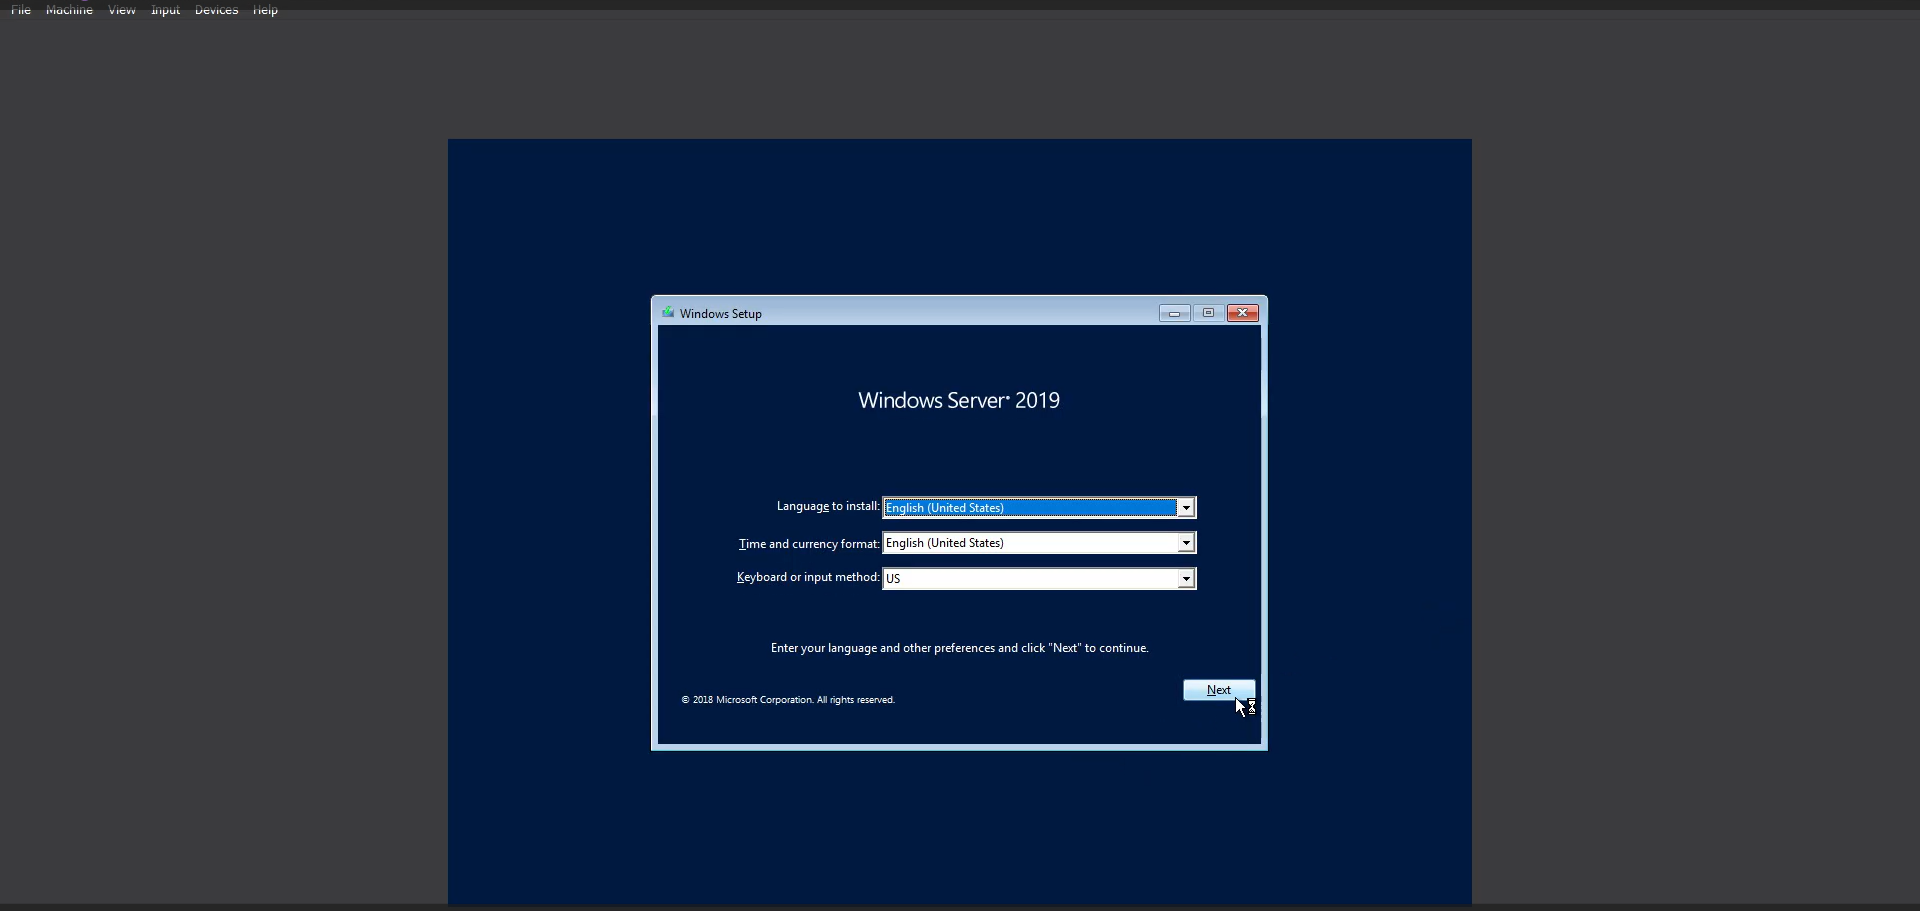 File Machine View Input Devices Help
Windows Setup
Windows Server® 2019
Language to install: English (United States)
Time and currency format: English (United States)
Keyboard or input method: US
Enter your language and other preferences and click "Next" to continue.
Next
© 2018 Microsoft Corporation. All rights reserved.